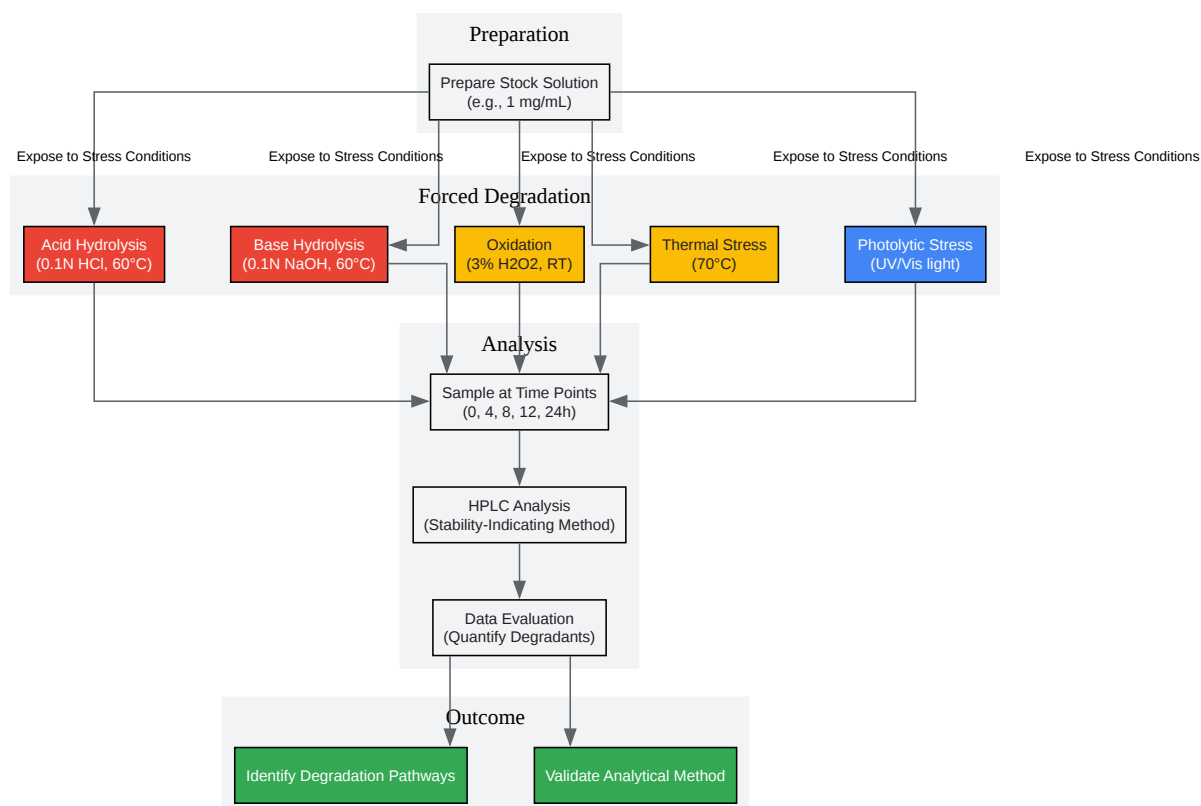 Preparation
Prepare Stock Solution
(e.g., 1 mg/mL)
Expose to Stress Conditions
Expose to Stress Conditions
Expose to Stress Conditions
Expose to Stress Conditions
Expose to Stress Conditions
Forced Degradation
Acid Hydrolysis
(0.1N HCl, 60°C)
Base Hydrolysis
(0.1N NaOH, 60°C)
Oxidation
(3% H2O2, RT)
Thermal Stress
(70°C)
Photolytic Stress
(UV/Vis light)
Analysis
Sample at Time Points
(0, 4, 8, 12, 24h)
HPLC Analysis
(Stability-Indicating Method)
Data Evaluation
(Quantify Degradants)
Outcome
Identify Degradation Pathways
Validate Analytical Method